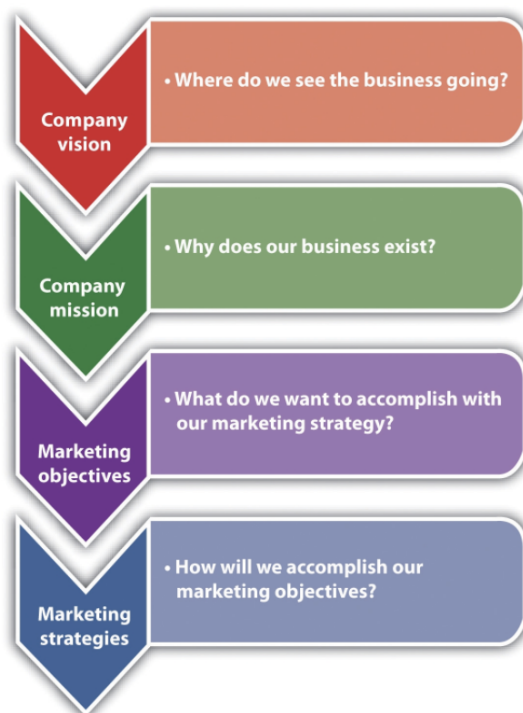 Company
vision
• Where do we see the business going?
Company
mission
• Why does our business exist?
Marketing
objectives
• What do we want to accomplish with
our marketing strategy?
Marketing
strategies
• How will we accomplish our
marketing objectives?